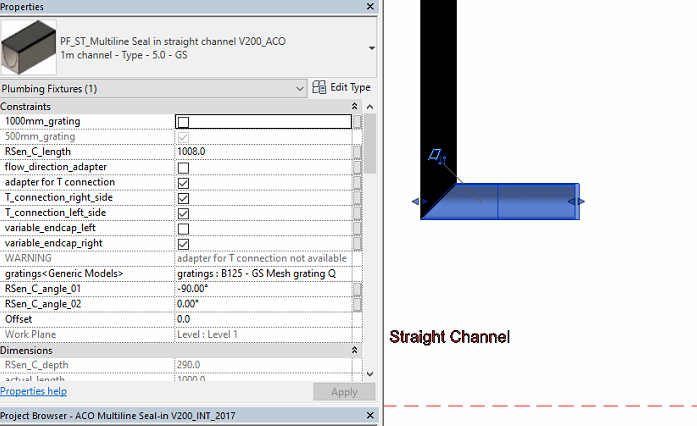 Properties
PF_ST_Multiline Seal in straight channel V200_ACO
1m channel - Type - 5.0 - GS
Plumbing Fixtures (1)
Edit Type
Constraints
1000mm_grating
500mm_grating
RSen_C_length 1008.0
flow_direction_adapter
adapter for T connection
T_connection_right_side
T_connection_left_side
variable_endcap_left
variable_endcap_right
WARNING adapter for T connection not available
gratings<Generic Models> gratings : B125 - GS Mesh grating Q
RSen_C_angle_01 -90.00°
RSen_C_angle_02 0.00°
Offset 0.0
Work Plane Level : Level 1
Dimensions
RSen_C_depth 290.0
actual_length 1000.0
Properties help
Apply
Project Browser - ACO Multiline Seal-in V200_INT_2017
Straight Channel